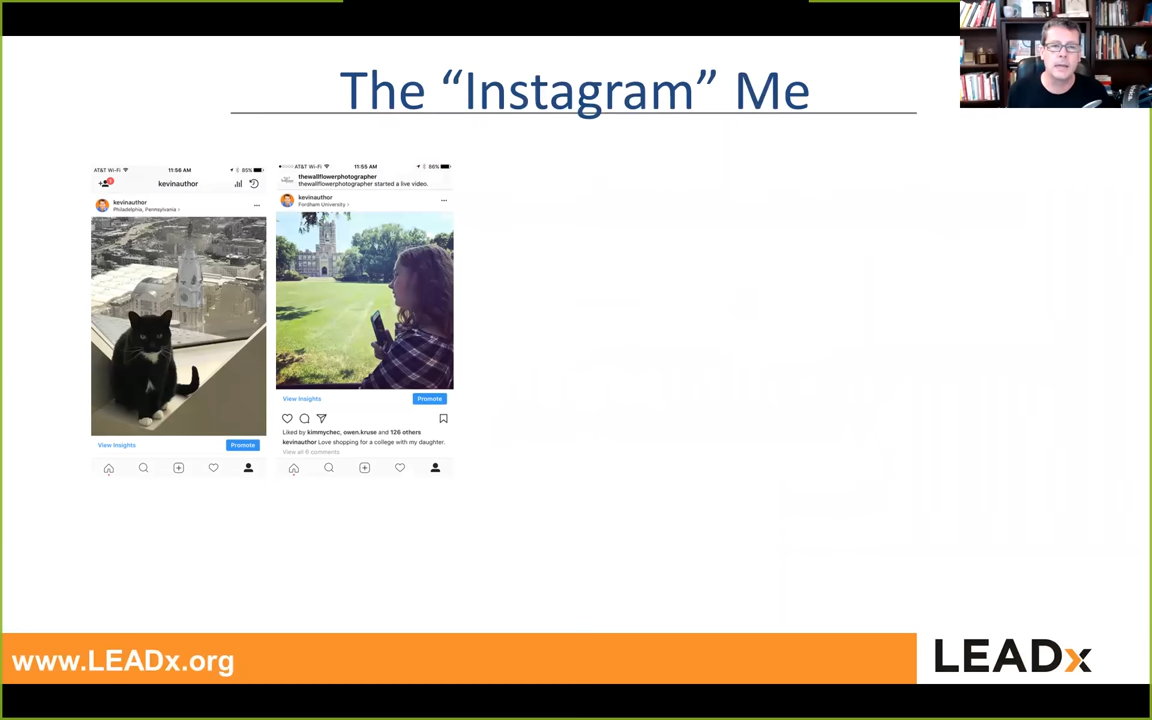 The “Instagram” Me
AT&T Wi-Fi 11:56 AM 85%
kevinauthor
kevinauthor
Philadelphia, Pennsylvania ›
View Insights
Promote
AT&T Wi-Fi 11:55 AM 86%
thewallflowerphotographer
thewallflowerphotographer started a live video.
kevinauthor
Fordham University ›
View Insights
Promote
Liked by kimmychec, owen.kruse and 126 others
kevinauthor Love shopping for a college with my daughter.
View all 6 comments
www.LEADx.org
LEADx